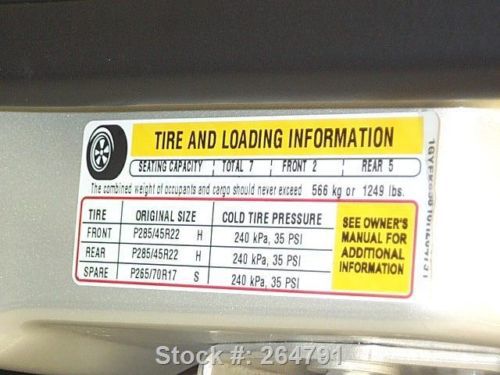 TIRE AND LOADING INFORMATION
SEATING CAPACITY TOTAL 7 FRONT 2 REAR 5
The combined weight of occupants and cargo should never exceed 566 kg or 1249 lbs.
TIRE ORIGINAL SIZE COLD TIRE PRESSURE
FRONT P285/45R22 H 240 kPa, 35 PSI
REAR P285/45R22 H 240 kPa, 35 PSI
SPARE P265/70R17 S 240 kPa, 35 PSI
SEE OWNER'S
MANUAL FOR
ADDITIONAL
INFORMATION
Stock #: 264791